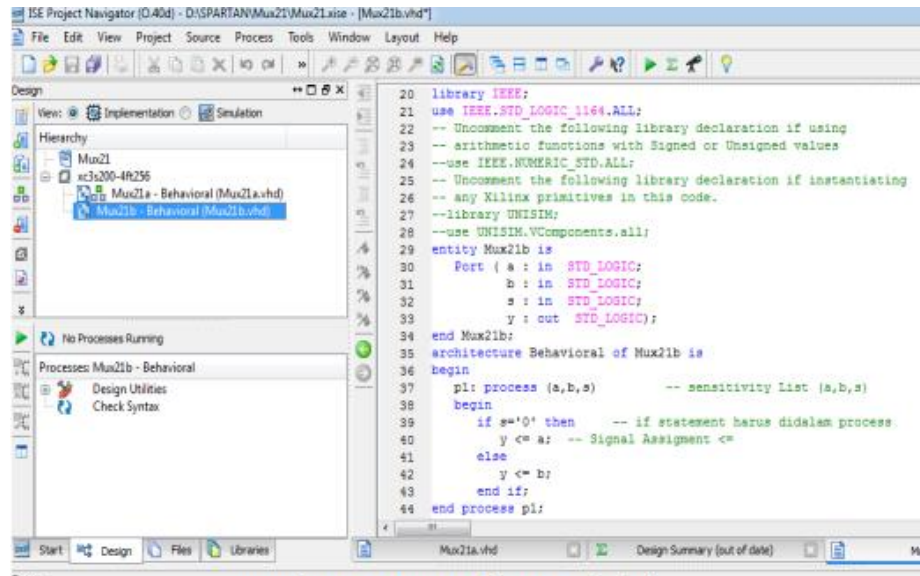 ISE Project Navigator (O.40d) - D:\SPARTAN\Mux21\Mux21.xise - [Mux21b.vhd*]
File Edit View Project Source Process Tools Window Layout Help
Design
View: Implementation Simulation
Hierarchy
Mux21
xc3s200-4ft256
Mux21a - Behavioral (Mux21a.vhd)
Mux21b - Behavioral (Mux21b.vhd)
No Processes Running
Processes: Mux21b - Behavioral
Design Utilities
Check Syntax
Start Design Files Libraries
20 library IEEE;
21 use IEEE.STD_LOGIC_1164.ALL;
22 -- Uncomment the following library declaration if using
23 -- arithmetic functions with Signed or Unsigned values
24 --use IEEE.NUMERIC_STD.ALL;
25 -- Uncomment the following library declaration if instantiating
26 -- any Xilinx primitives in this code.
27 --library UNISIM;
28 --use UNISIM.VComponents.all;
29 entity Mux21b is
30 Port ( a : in STD_LOGIC;
31 b : in STD_LOGIC;
32 s : in STD_LOGIC;
33 y : out STD_LOGIC);
34 end Mux21b;
35 architecture Behavioral of Mux21b is
36 begin
37 p1: process (a,b,s) -- sensitivity List (a,b,s)
38 begin
39 if s='0' then -- if statement harus didalam process
40 y <= a; -- Signal Assigment <=
41 else
42 y <= b;
43 end if;
44 end process p1;
Mux21a.vhd Design Summary (out of date)